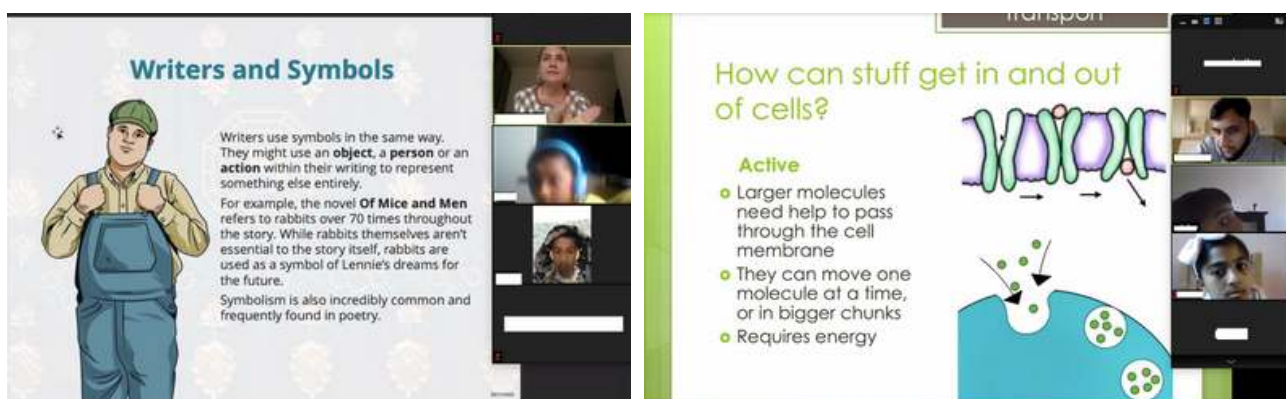 Writers and Symbols
Writers use symbols in the same way.
They might use an object, a person or an
action within their writing to represent
something else entirely.
For example, the novel Of Mice and Men
refers to rabbits over 70 times throughout
the story. While rabbits themselves aren't
essential to the story itself, rabbits are
used as a symbol of Lennie's dreams for
the future.
Symbolism is also incredibly common and
frequently found in poetry.
Transport
How can stuff get in and out
of cells?
Active
Larger molecules
need help to pass
through the cell
membrane
They can move one
molecule at a time,
or in bigger chunks
Requires energy